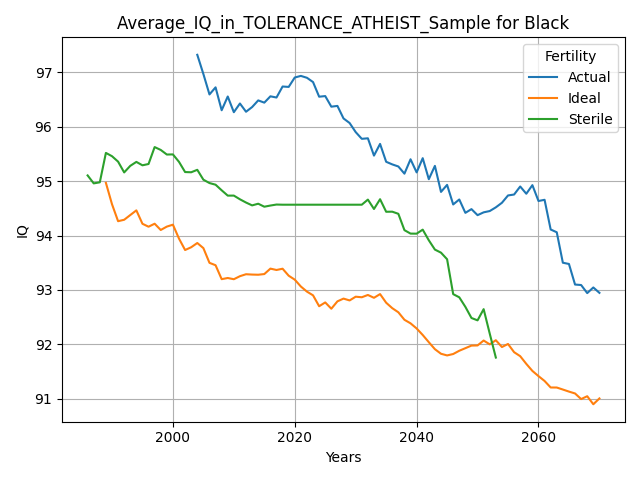 Average_IQ_in_TOLERANCE_ATHEIST_Sample for Black
Fertility
Actual
Ideal
Sterile
97
96
95
94
93
92
91
IQ
2000
2020
2040
2060
Years